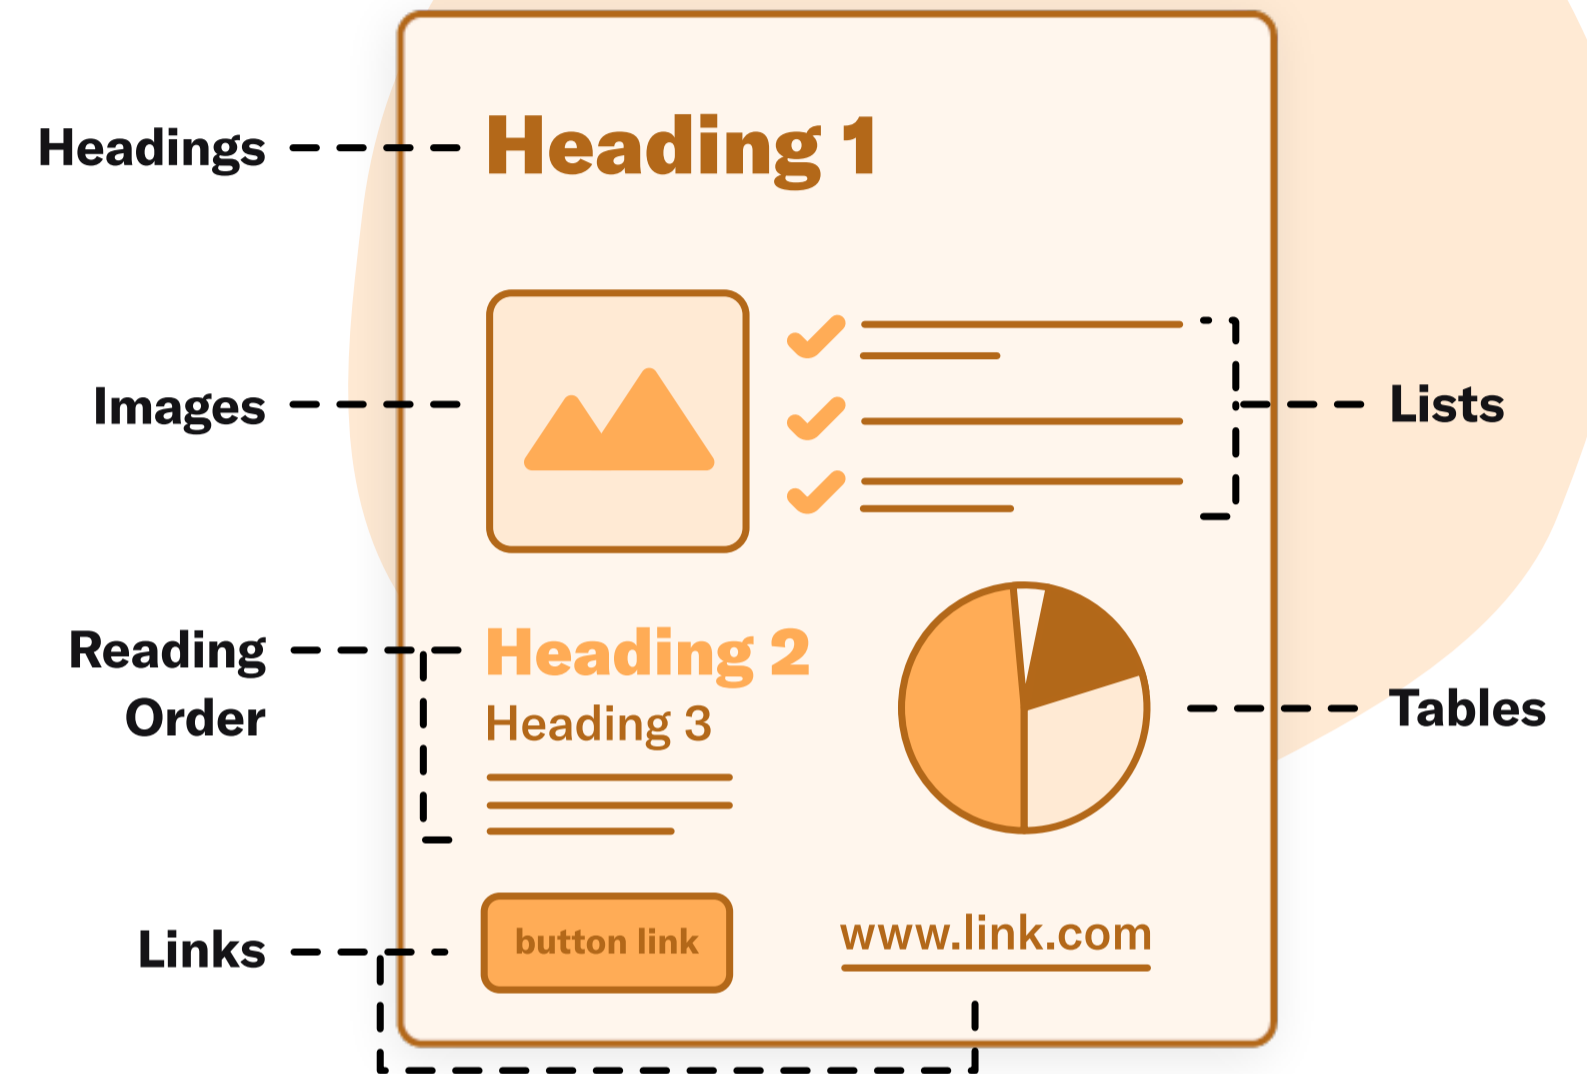 Headings
Heading 1
Images
Lists
Reading
Order
Heading 2
Heading 3
Tables
Links
button link
www.link.com